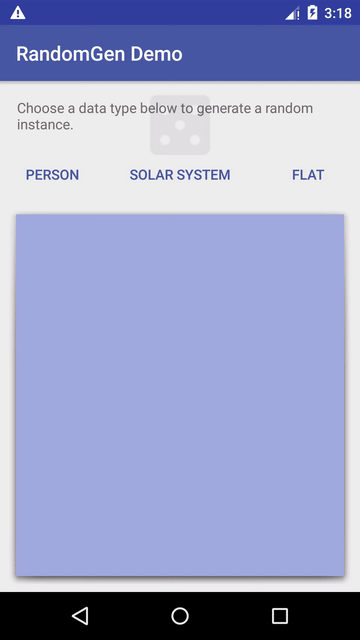 3:18
RandomGen Demo
Choose a data type below to generate a random
instance.
PERSON SOLAR SYSTEM FLAT